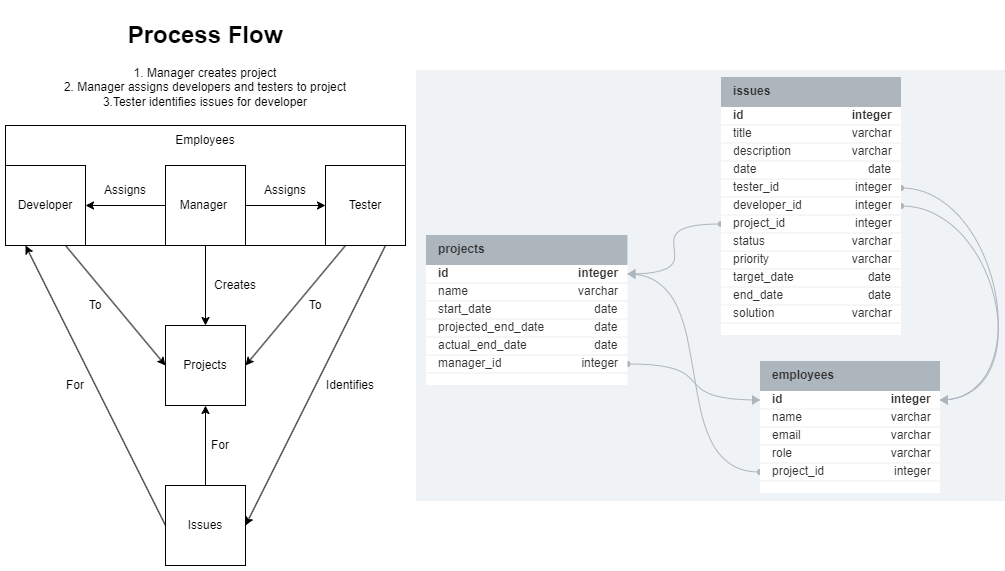 Process Flow
1. Manager creates project
2. Manager assigns developers and testers to project
3.Tester identifies issues for developer
Employees
Developer
Assigns
Manager
Assigns
Tester
To
Creates
To
For
Projects
Identifies
For
Issues
projects
id integer
name varchar
start_date date
projected_end_date date
actual_end_date date
manager_id integer
issues
id integer
title varchar
description varchar
date date
tester_id integer
developer_id integer
project_id integer
status varchar
priority varchar
target_date date
end_date date
solution varchar
employees
id integer
name varchar
email varchar
role varchar
project_id integer